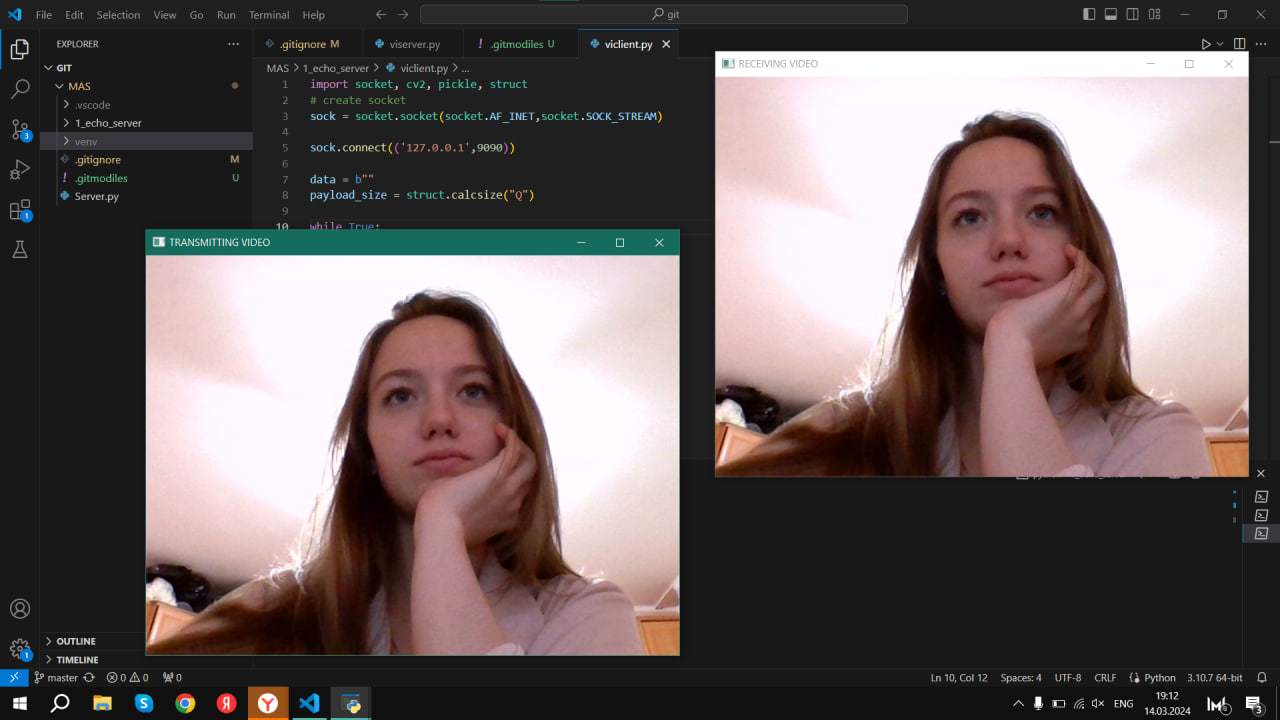 File Edit Selection View Go Run Terminal Help
git
EXPLORER
.gitignore M
viserver.py
.gitmodiles U
viclient.py
GIT
MAS
.vscode
1_echo_server
venv
.gitignore M
.gitmodiles U
Server.py
MAS > 1_echo_server > viclient.py > ...
1 import socket, cv2, pickle, struct
2 # create socket
3 sock = socket.socket(socket.AF_INET,socket.SOCK_STREAM)
4
5 sock.connect(('127.0.0.1',9090))
6
7 data = b""
8 payload_size = struct.calcsize("Q")
9
10 while True:
RECEIVING VIDEO
TRANSMITTING VIDEO
OUTLINE
TIMELINE
3
1
1
master 0 0 0
Ln 10, Col 12 Spaces: 4 UTF-8 CRLF Python 3.10.7 64-bit
ENG
19:12
14.03.2024
3